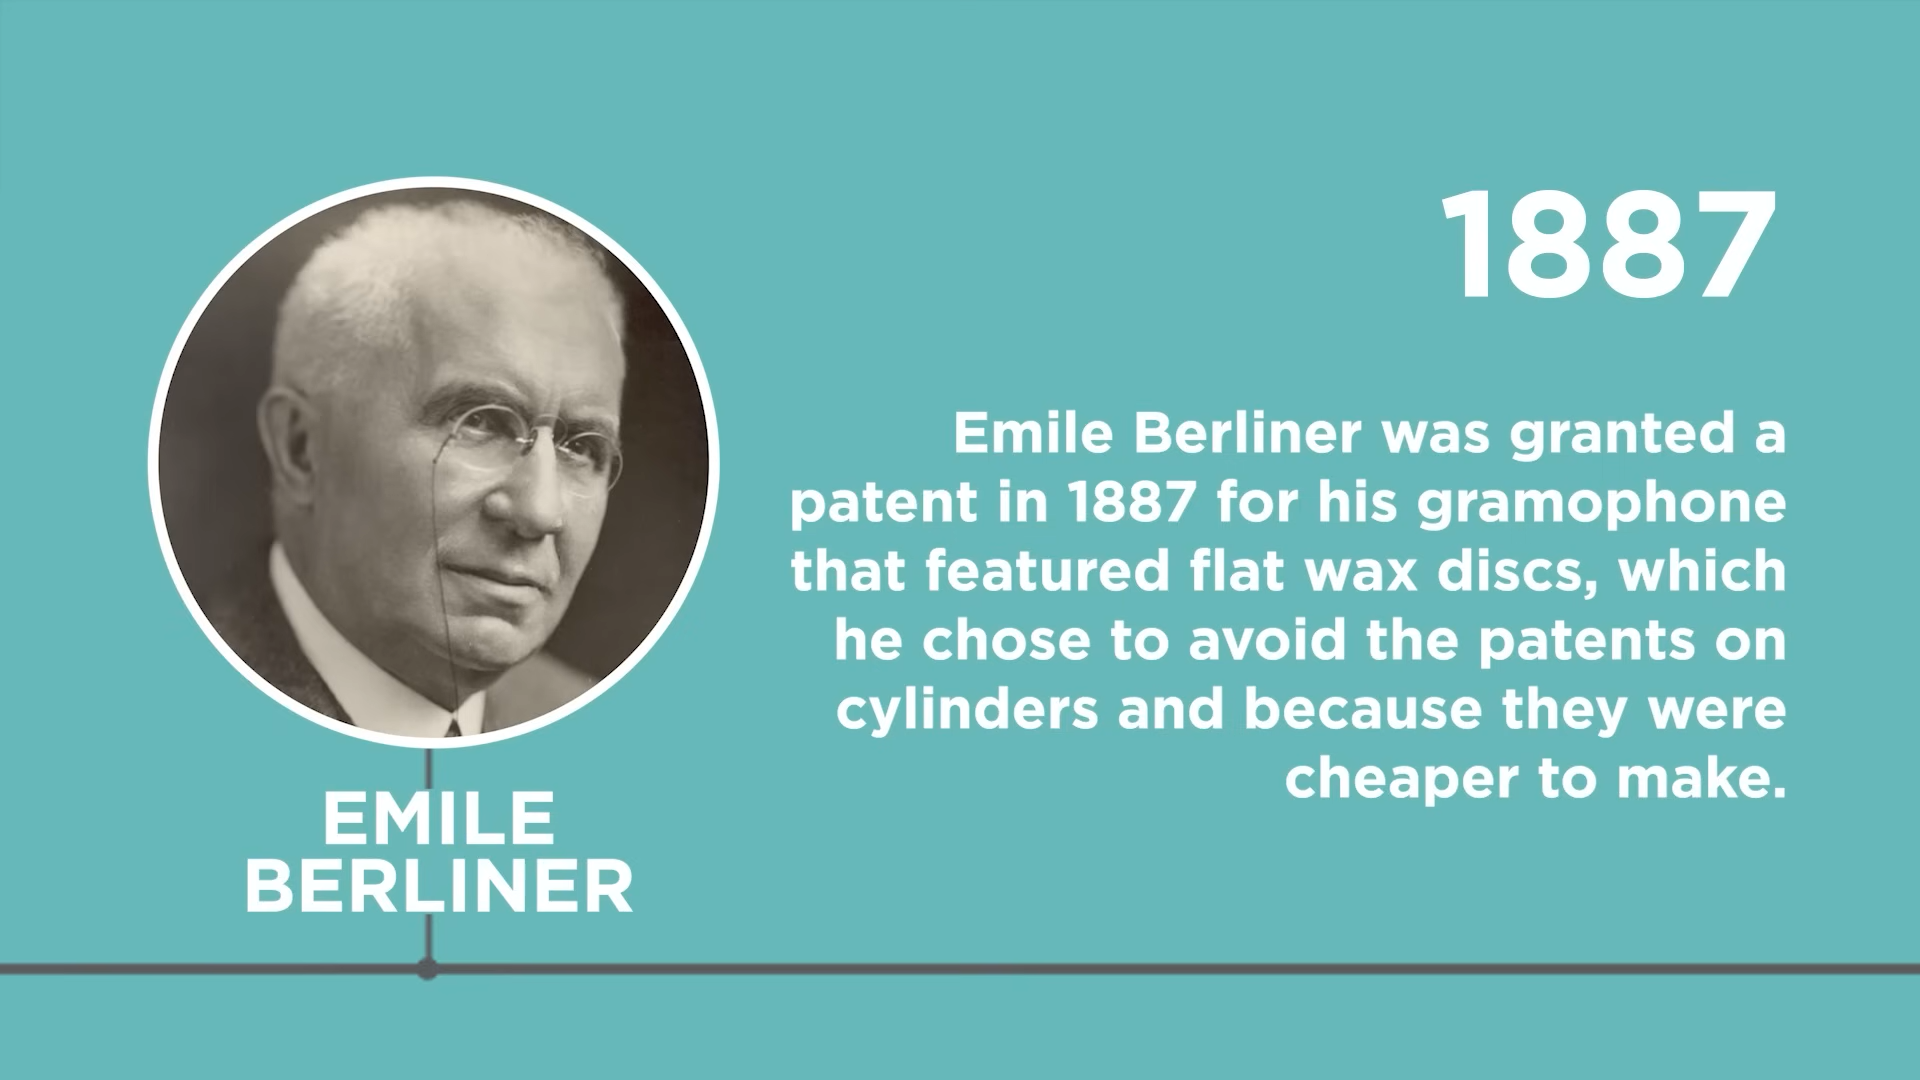 1887
Emile Berliner was granted a
patent in 1887 for his gramophone
that featured flat wax discs, which
he chose to avoid the patents on
cylinders and because they were
cheaper to make.
EMILE
BERLINER